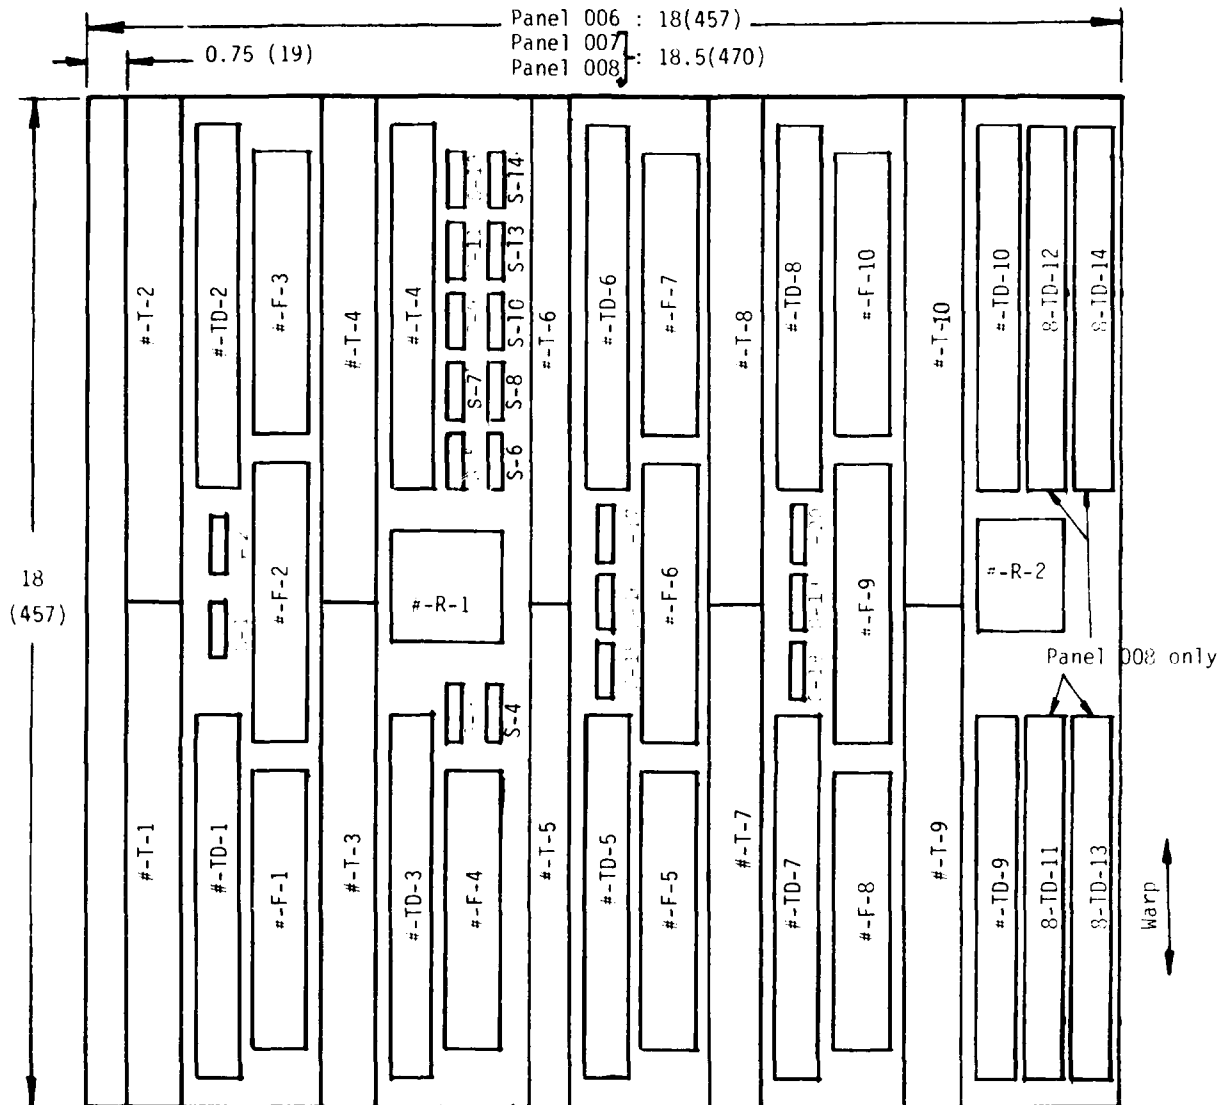 Panel 006 : 18(457)
Panel 007
Panel 008 : 18.5(470)
0.75 (19)
18
(457)
#-T-2
#-TD-2
#-F-3
#-T-4
#-T-4
S-14
S-13
S-10
S-7
S-8
S-6
#-T-6
#-TD-6
#-F-7
#-T-8
#-TD-8
#-F-10
#-T-10
#-TD-10
8-TD-12
8-TD-14
#-F-2
#-R-1
#-F-6
#-F-9
#-R-2
Panel 008 only
S-4
#-T-1
#-TD-1
#-F-1
#-T-3
#-TD-3
#-F-4
#-T-5
#-TD-5
#-F-5
#-T-7
#-TD-7
#-F-8
#-T-9
#-TD-9
8-TD-11
8-TD-13
Warp